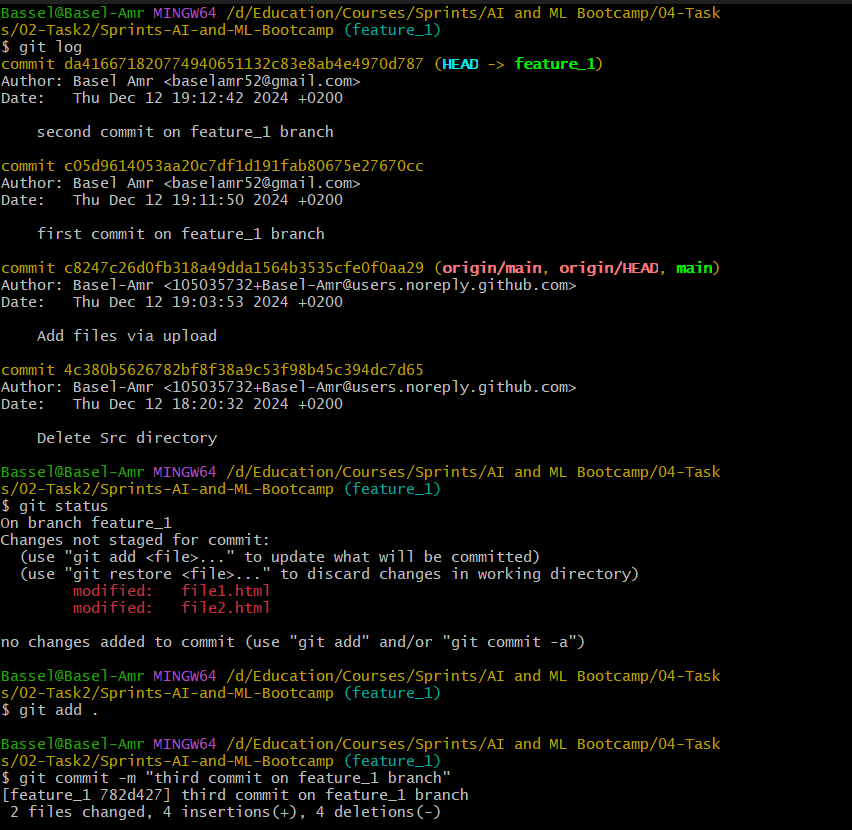 Bassel@Basel-Amr MINGW64 /d/Education/Courses/Sprints/AI and ML Bootcamp/04-Task
s/02-Task2/Sprints-AI-and-ML-Bootcamp (feature_1)
$ git log
commit da416671820774940651132c83e8ab4e4970d787 (HEAD -> feature_1)
Author: Basel Amr <baselamr52@gmail.com>
Date:   Thu Dec 12 19:12:42 2024 +0200

    second commit on feature_1 branch

commit c05d9614053aa20c7df1d191fab80675e27670cc
Author: Basel Amr <baselamr52@gmail.com>
Date:   Thu Dec 12 19:11:50 2024 +0200

    first commit on feature_1 branch

commit c8247c26d0fb318a49dda1564b3535cfe0f0aa29 (origin/main, origin/HEAD, main)
Author: Basel-Amr <105035732+Basel-Amr@users.noreply.github.com>
Date:   Thu Dec 12 19:03:53 2024 +0200

    Add files via upload

commit 4c380b5626782bf8f38a9c53f98b45c394dc7d65
Author: Basel-Amr <105035732+Basel-Amr@users.noreply.github.com>
Date:   Thu Dec 12 18:20:32 2024 +0200

    Delete Src directory

Bassel@Basel-Amr MINGW64 /d/Education/Courses/Sprints/AI and ML Bootcamp/04-Task
s/02-Task2/Sprints-AI-and-ML-Bootcamp (feature_1)
$ git status
On branch feature_1
Changes not staged for commit:
  (use "git add <file>..." to update what will be committed)
  (use "git restore <file>..." to discard changes in working directory)
        modified:   file1.html
        modified:   file2.html

no changes added to commit (use "git add" and/or "git commit -a")

Bassel@Basel-Amr MINGW64 /d/Education/Courses/Sprints/AI and ML Bootcamp/04-Task
s/02-Task2/Sprints-AI-and-ML-Bootcamp (feature_1)
$ git add .

Bassel@Basel-Amr MINGW64 /d/Education/Courses/Sprints/AI and ML Bootcamp/04-Task
s/02-Task2/Sprints-AI-and-ML-Bootcamp (feature_1)
$ git commit -m "third commit on feature_1 branch"
[feature_1 782d427] third commit on feature_1 branch
 2 files changed, 4 insertions(+), 4 deletions(-)